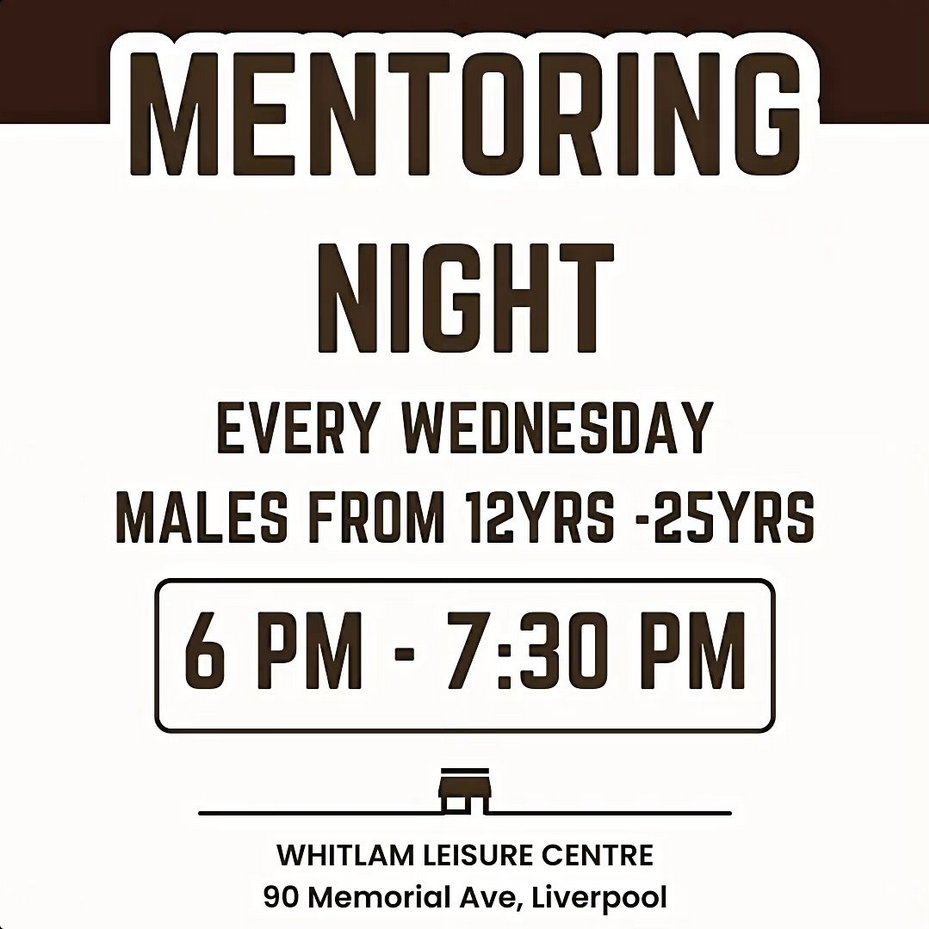 MENTORING
NIGHT
EVERY WEDNESDAY
MALES FROM 12YRS -25YRS
6 PM - 7:30 PM
WHITLAM LEISURE CENTRE
90 Memorial Ave, Liverpool